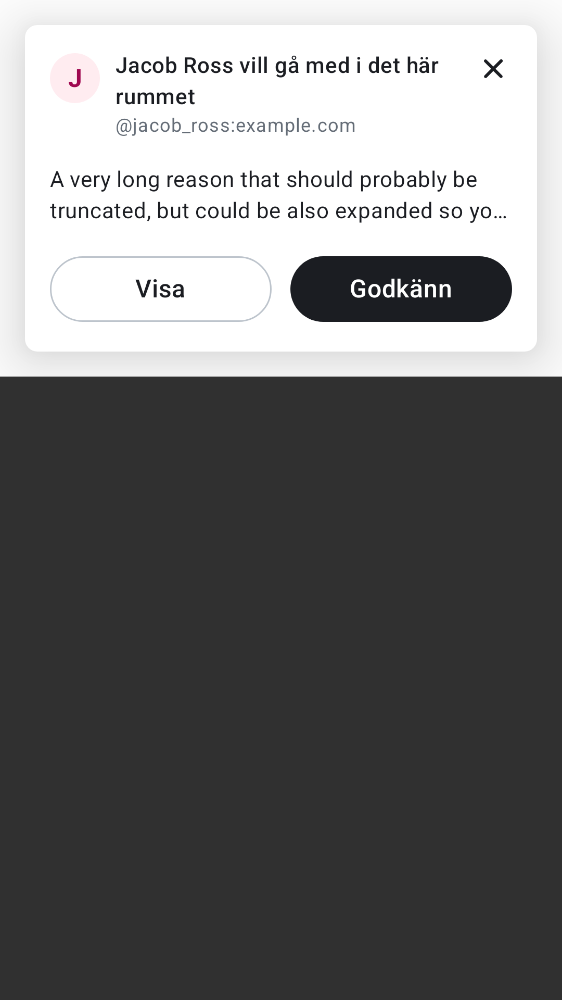 J
Jacob Ross vill gå med i det här
rummet
@jacob_ross:example.com
A very long reason that should probably be
truncated, but could be also expanded so yo…
Visa
Godkänn